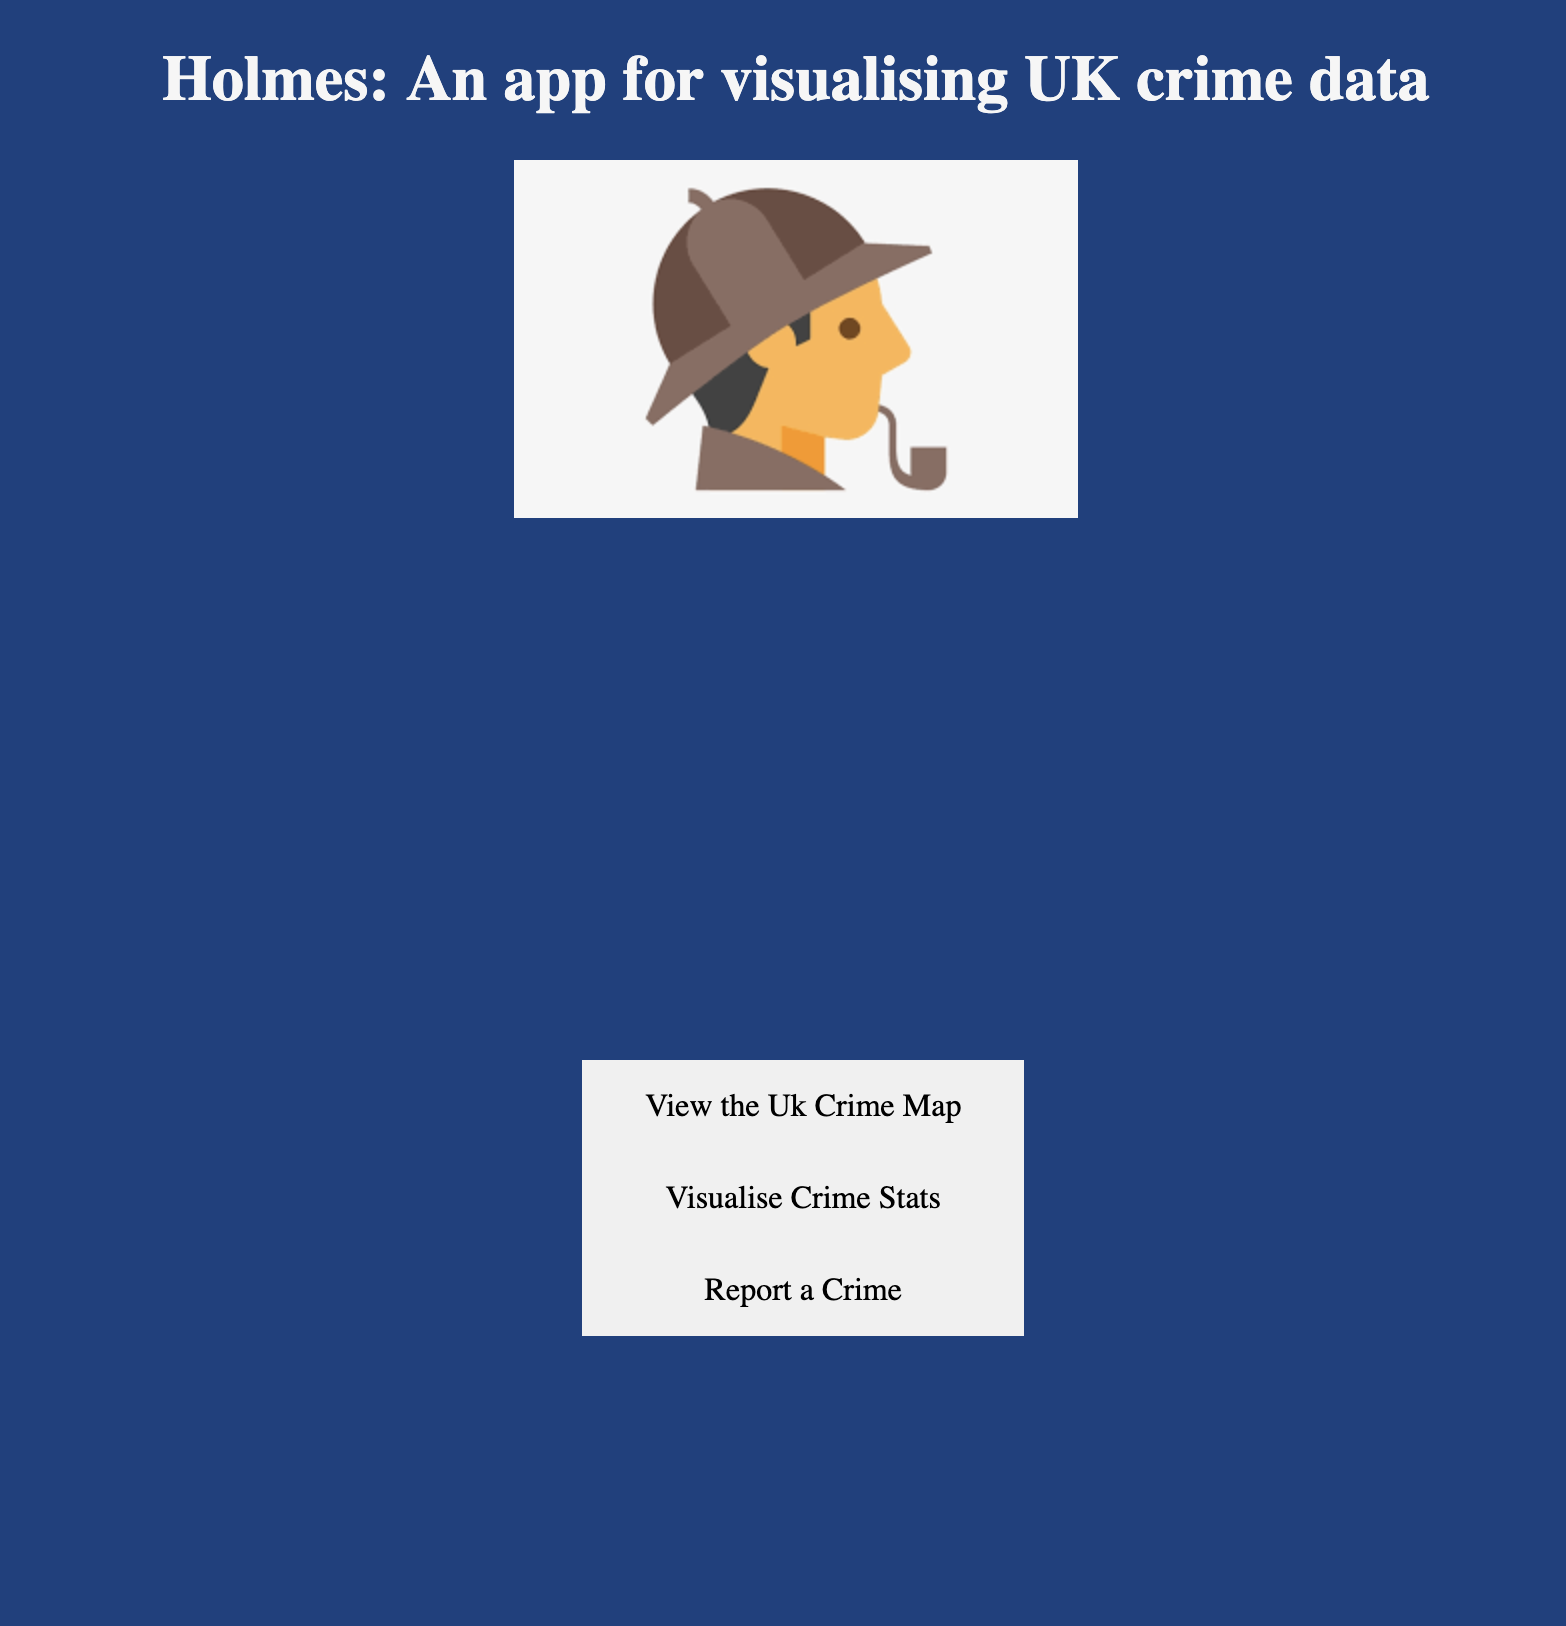 Holmes: An app for visualising UK crime data
View the Uk Crime Map
Visualise Crime Stats
Report a Crime